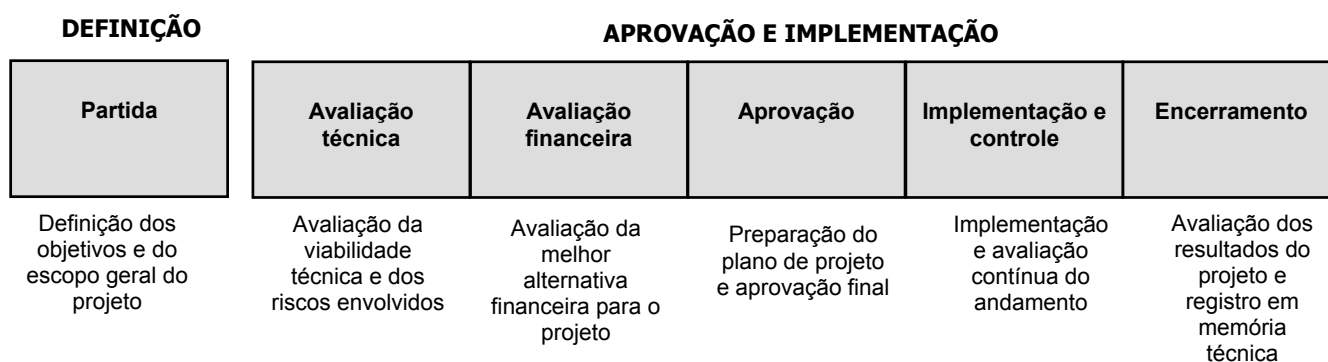 DEFINIÇÃO
APROVAÇÃO E IMPLEMENTAÇÃO
Partida
Avaliação
técnica
Avaliação
financeira
Aprovação
Implementação e
controle
Encerramento
Definição dos
objetivos e do
escopo geral do
projeto
Avaliação da
viabilidade
técnica e dos
riscos envolvidos
Avaliação da
melhor
alternativa
financeira para o
projeto
Preparação do
plano de projeto
e aprovação final
Implementação
e avaliação
contínua do
andamento
Avaliação dos
resultados do
projeto e
registro em
memória
técnica